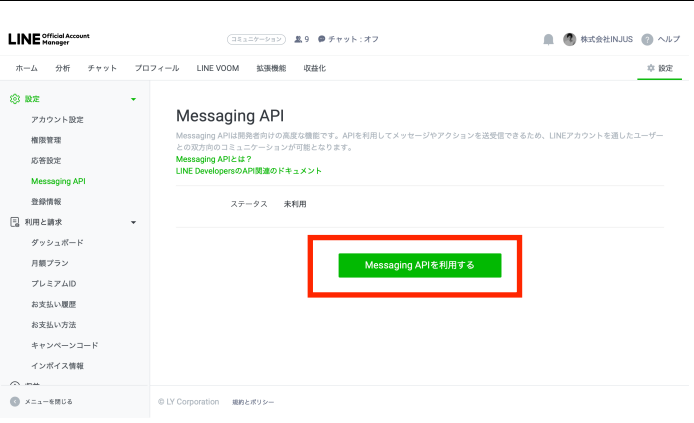 LINE Official Account Manager
コミュニケーション 9 チャット : オフ
株式会社INJUS ? ヘルプ
ホーム 分析 チャット プロフィール LINE VOOM 拡張機能 収益化 設定
設定
アカウント設定
権限管理
応答設定
Messaging API
登録情報
利用と請求
ダッシュボード
月額プラン
プレミアムID
お支払い履歴
お支払い方法
キャンペーンコード
インボイス情報
メニューを閉じる
Messaging API
Messaging APIは開発者向けの高度な機能です。APIを利用してメッセージやアクションを送受信できるため、LINEアカウントを通したユーザー
との双方向のコミュニケーションが可能となります。
Messaging APIとは？
LINE DevelopersのAPI関連のドキュメント
ステータス 未利用
Messaging APIを利用する
© LY Corporation 規約とポリシー